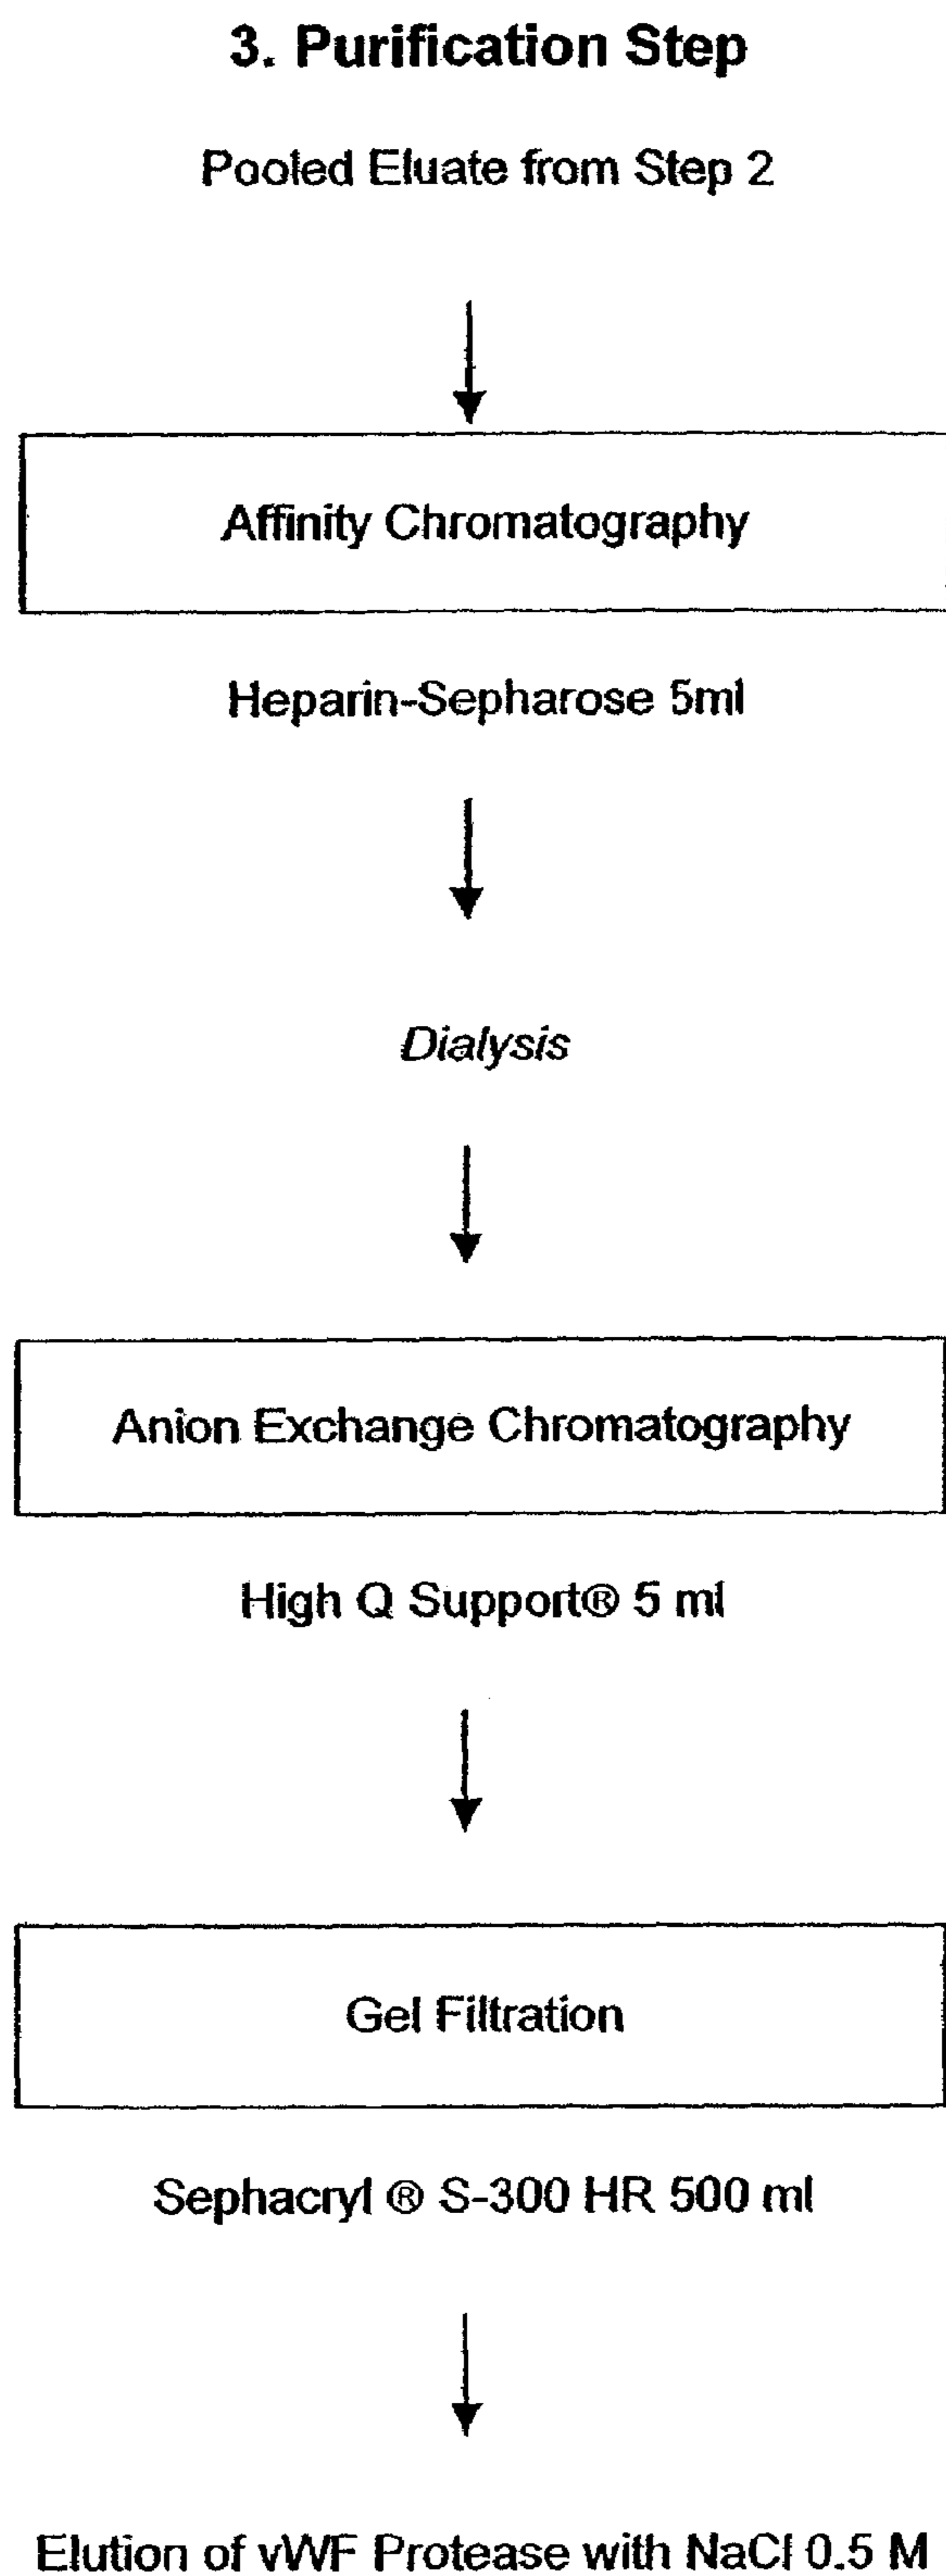 3. Purification Step
Pooled Eluate from Step 2
Affinity Chromatography
Heparin-Sepharose 5ml
Dialysis
Anion Exchange Chromatography
High Q Support® 5 ml
Gel Filtration
Sephacryl ® S-300 HR 500 ml
Elution of vWF Protease with NaCl 0.5 M